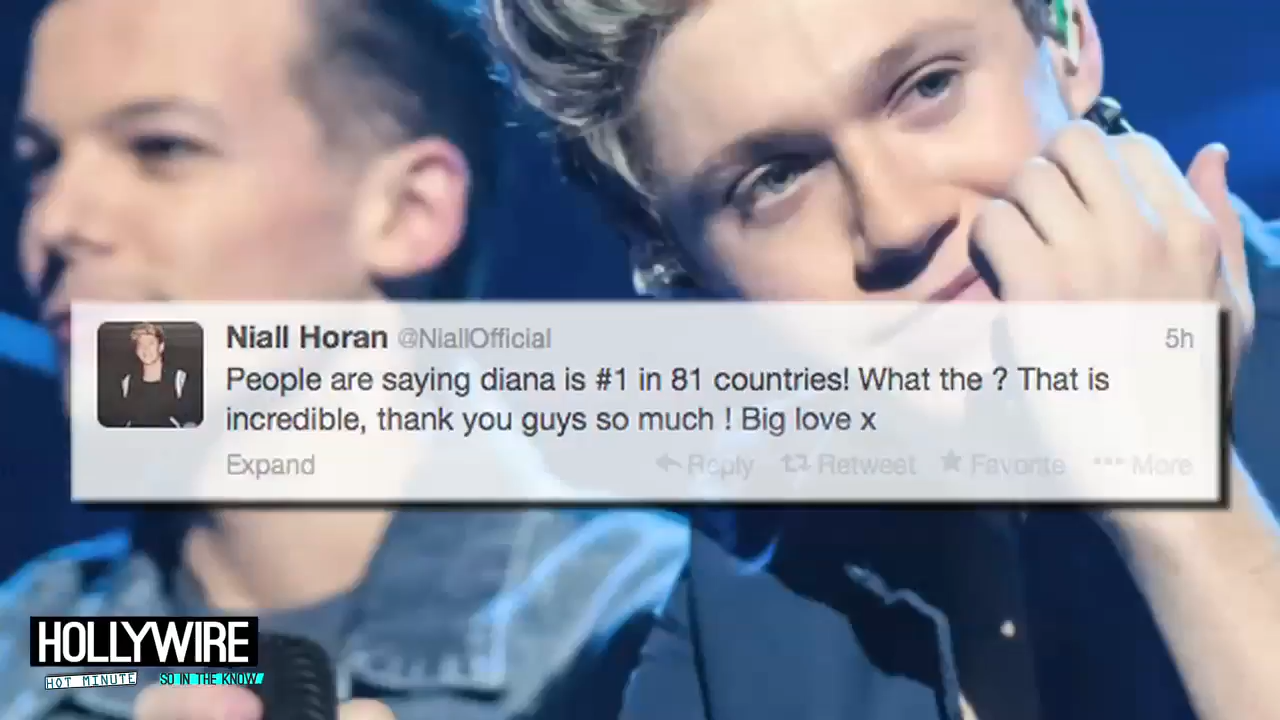 Niall Horan @NiallOfficial 5h
People are saying diana is #1 in 81 countries! What the ? That is
incredible, thank you guys so much ! Big love x
Expand Reply Retweet Favorite More
HOLLYWIRE
HOT MINUTE SO IN THE KNOW